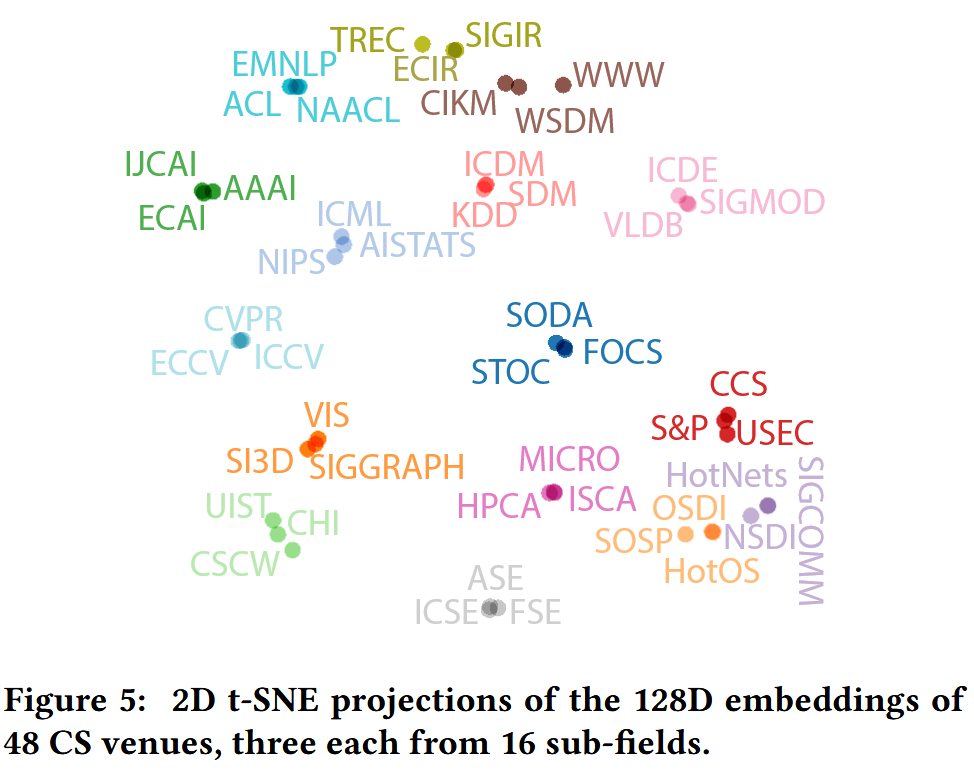 TREC
SIGIR
ECIR
EMNLP
ACL
NAACL
WWW
CIKM
WSDM
IJCAI
AAAI
ECAI
ICDM
SDM
KDD
ICDE
SIGMOD
VLDB
ICML
AISTATS
NIPS
CVPR
ECCV
ICCV
SODA
FOCS
STOC
CCS
S&P
USEC
VIS
SI3D
SIGGRAPH
MICRO
HPCA
ISCA
HotNets
SIGCOMM
OSDI
NSDI
SOSP
HotOS
UIST
CHI
CSCW
ASE
ICSE
FSE
Figure 5: 2D t-SNE projections of the 128D embeddings of
48 CS venues, three each from 16 sub-fields.